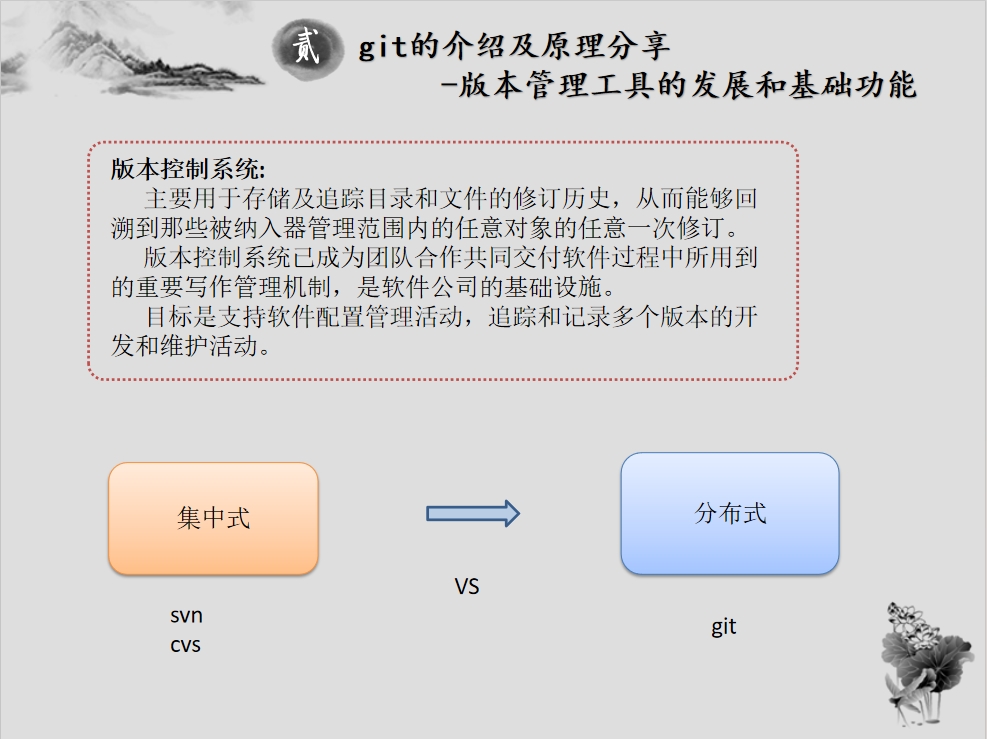 贰
git的介绍及原理分享
-版本管理工具的发展和基础功能
版本控制系统:
主要用于存储及追踪目录和文件的修订历史，从而能够回
溯到那些被纳入器管理范围内的任意对象的任意一次修订。
版本控制系统已成为团队合作共同交付软件过程中所用到
的重要写作管理机制，是软件公司的基础设施。
目标是支持软件配置管理活动，追踪和记录多个版本的开
发和维护活动。
集中式
分布式
VS
svn
cvs
git